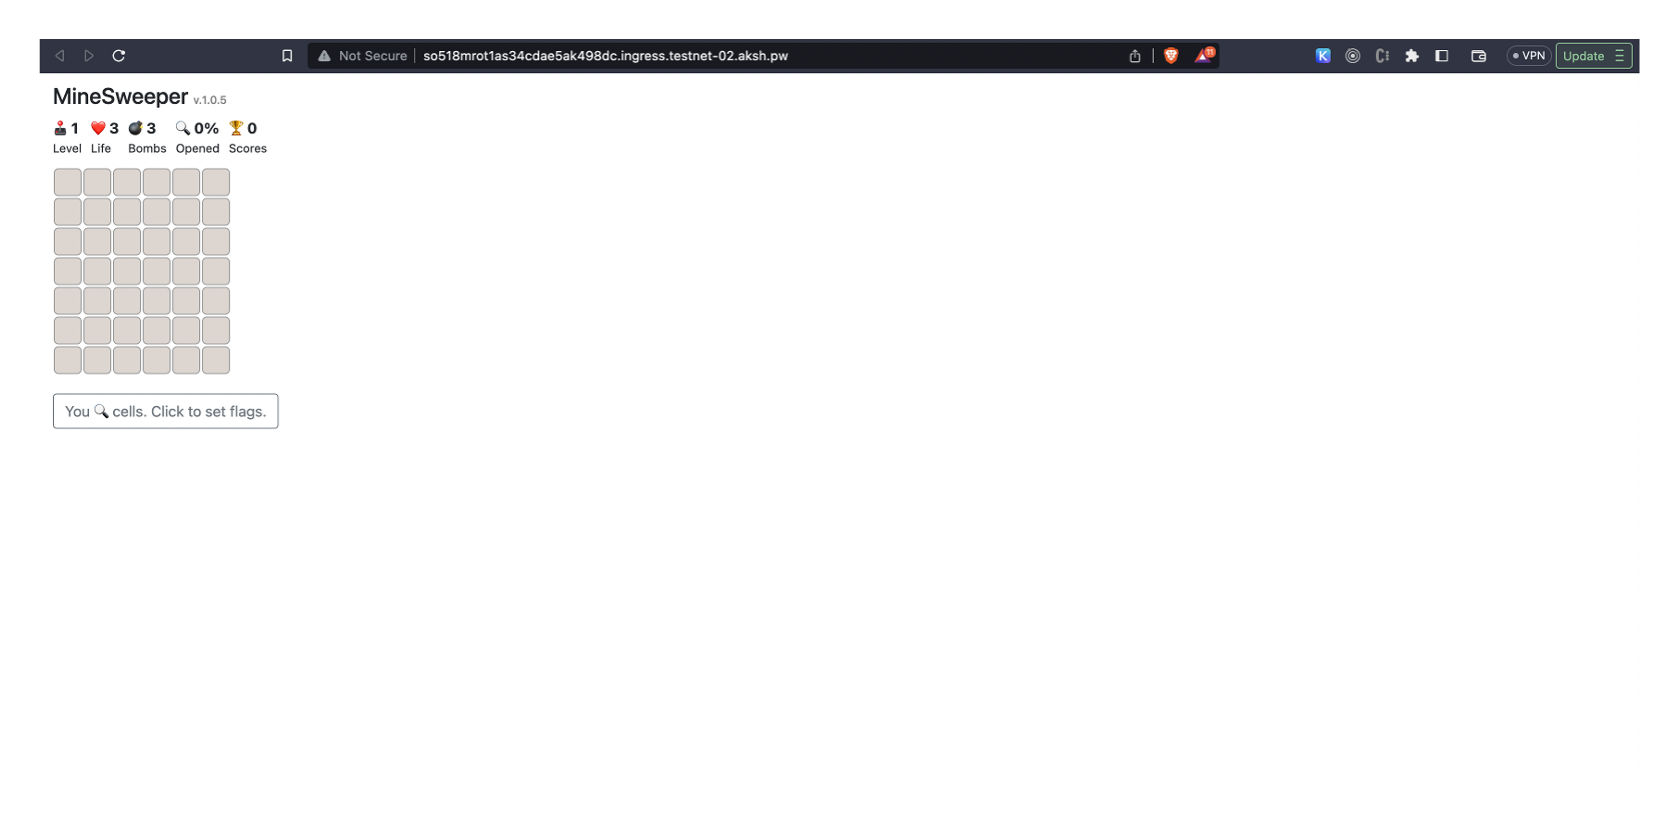 Not Secure so518mrot1as34cdae5ak498dc.ingress.testnet-02.aksh.pw 11 K VPN Update
MineSweeper v.1.0.5
1 3 3 0% 0
Level Life Bombs Opened Scores
You 🔍 cells. Click to set flags.